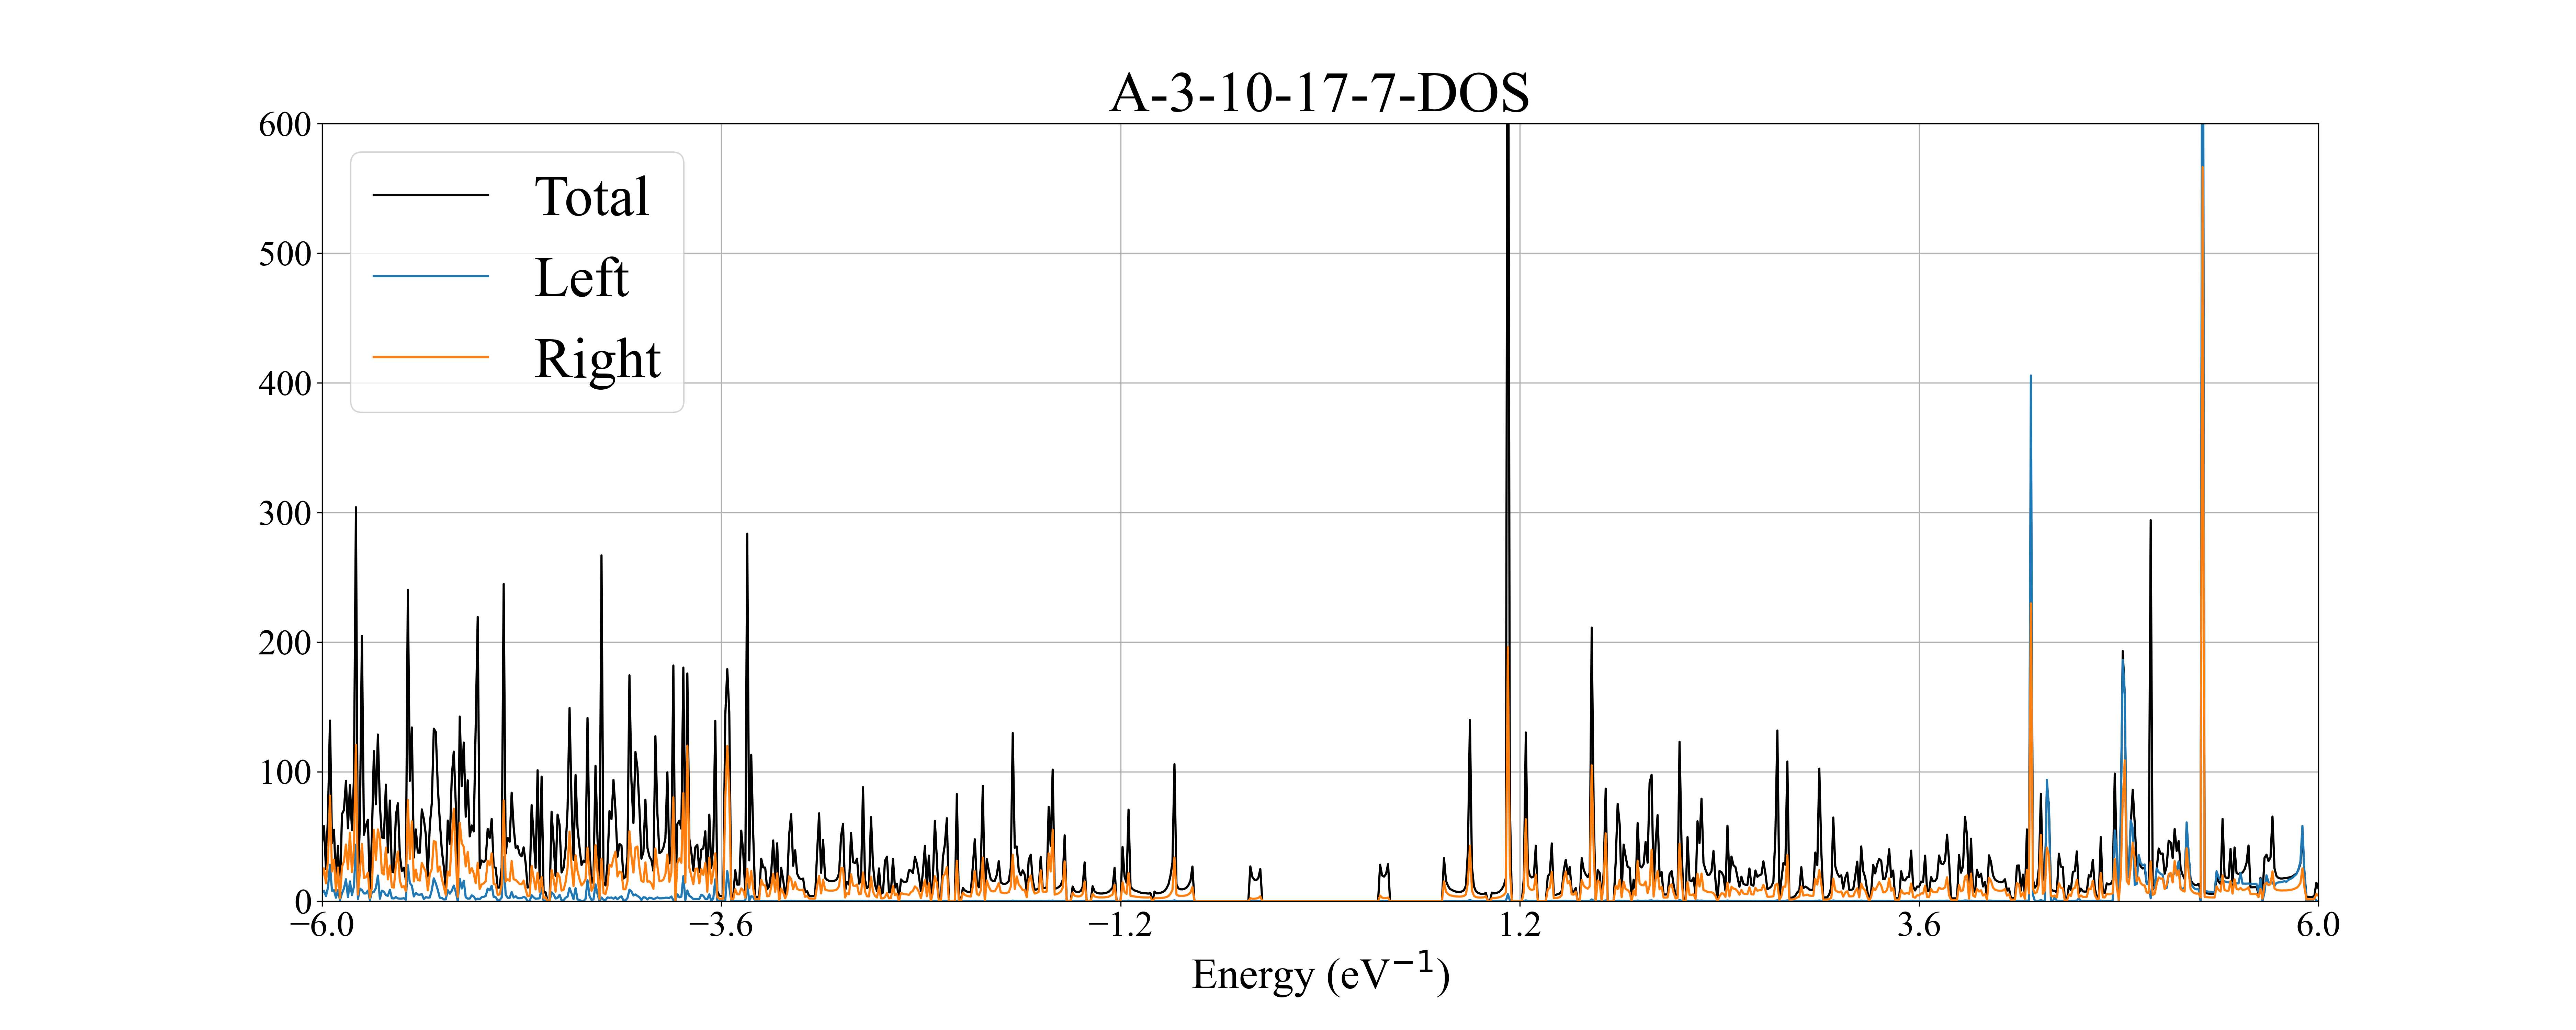 A-3-10-17-7-DOS
600
500
400
300
200
100
0
Total
Left
Right
−6.0 −3.6 −1.2 1.2 3.6 6.0
Energy (eV⁻¹)